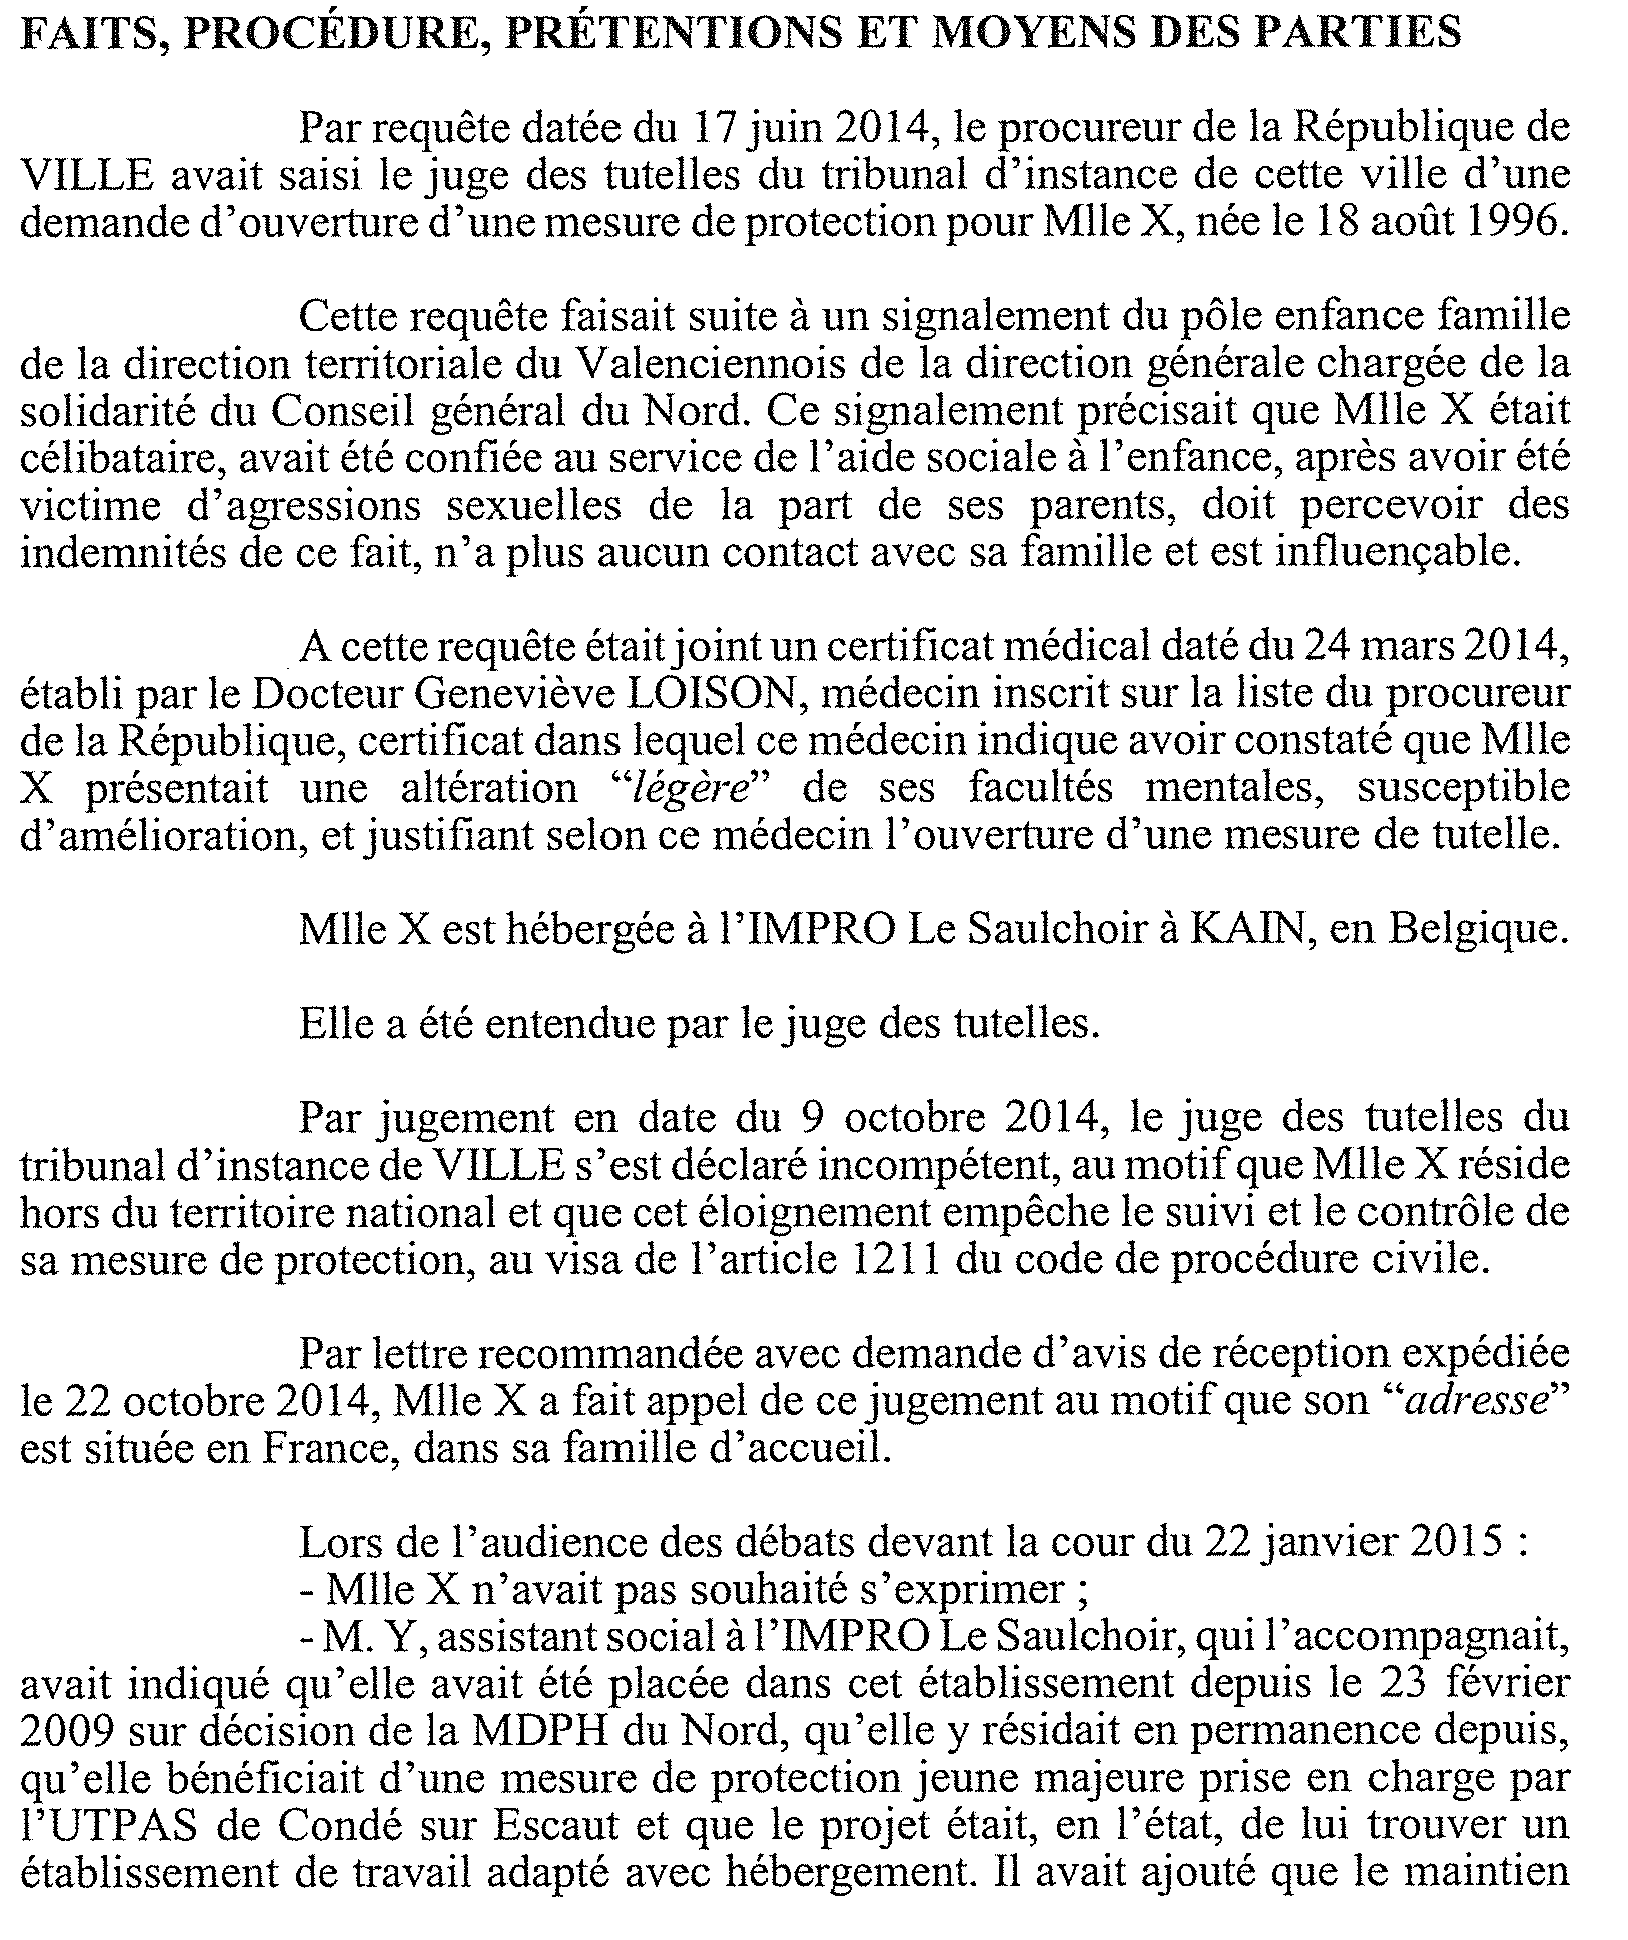 FAITS, PROCÉDURE, PRÉTENTIONS ET MOYENS DES PARTIES
Par requête datée du 17 juin 2014, le procureur de la République de
VILLE avait saisi le juge des tutelles du tribunal d'instance de cette ville d'une
demande d'ouverture d'une mesure de protection pour Mlle X, née le 18 août 1996.
Cette requête faisait suite à un signalement du pôle enfance famille
de la direction territoriale du Valenciennois de la direction générale chargée de la
solidarité du Conseil général du Nord. Ce signalement précisait que Mlle X était
célibataire, avait été confiée au service de l'aide sociale à l'enfance, après avoir été
victime d'agressions sexuelles de la part de ses parents, doit percevoir des
indemnités de ce fait, n'a plus aucun contact avec sa famille et est influençable.
A cette requête était joint un certificat médical daté du 24 mars 2014,
établi par le Docteur Geneviève LOISON, médecin inscrit sur la liste du procureur
de la République, certificat dans lequel ce médecin indique avoir constaté que Mlle
X présentait une altération “légère” de ses facultés mentales, susceptible
d'amélioration, et justifiant selon ce médecin l'ouverture d'une mesure de tutelle.
Mlle X est hébergée à l'IMPRO Le Saulchoir à KAIN, en Belgique.
Elle a été entendue par le juge des tutelles.
Par jugement en date du 9 octobre 2014, le juge des tutelles du
tribunal d'instance de VILLE s'est déclaré incompétent, au motif que Mlle X réside
hors du territoire national et que cet éloignement empêche le suivi et le contrôle de
sa mesure de protection, au visa de l'article 1211 du code de procédure civile.
Par lettre recommandée avec demande d'avis de réception expédiée
le 22 octobre 2014, Mlle X a fait appel de ce jugement au motif que son “adresse”
est située en France, dans sa famille d'accueil.
Lors de l'audience des débats devant la cour du 22 janvier 2015 :
- Mlle X n'avait pas souhaité s'exprimer ;
- M. Y, assistant social à l'IMPRO Le Saulchoir, qui l'accompagnait,
avait indiqué qu'elle avait été placée dans cet établissement depuis le 23 février
2009 sur décision de la MDPH du Nord, qu'elle y résidait en permanence depuis,
qu'elle bénéficiait d'une mesure de protection jeune majeure prise en charge par
l'UTPAS de Condé sur Escaut et que le projet était, en l'état, de lui trouver un
établissement de travail adapté avec hébergement. Il avait ajouté que le maintien